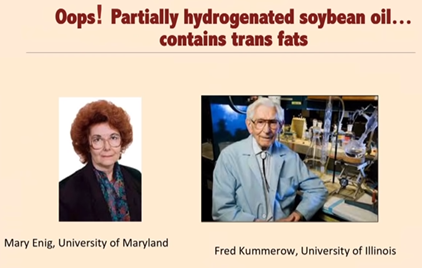 Oops! Partially hydrogenated soybean oil...
contains trans fats
Mary Enig, University of Maryland
Fred Kummerow, University of Illinois